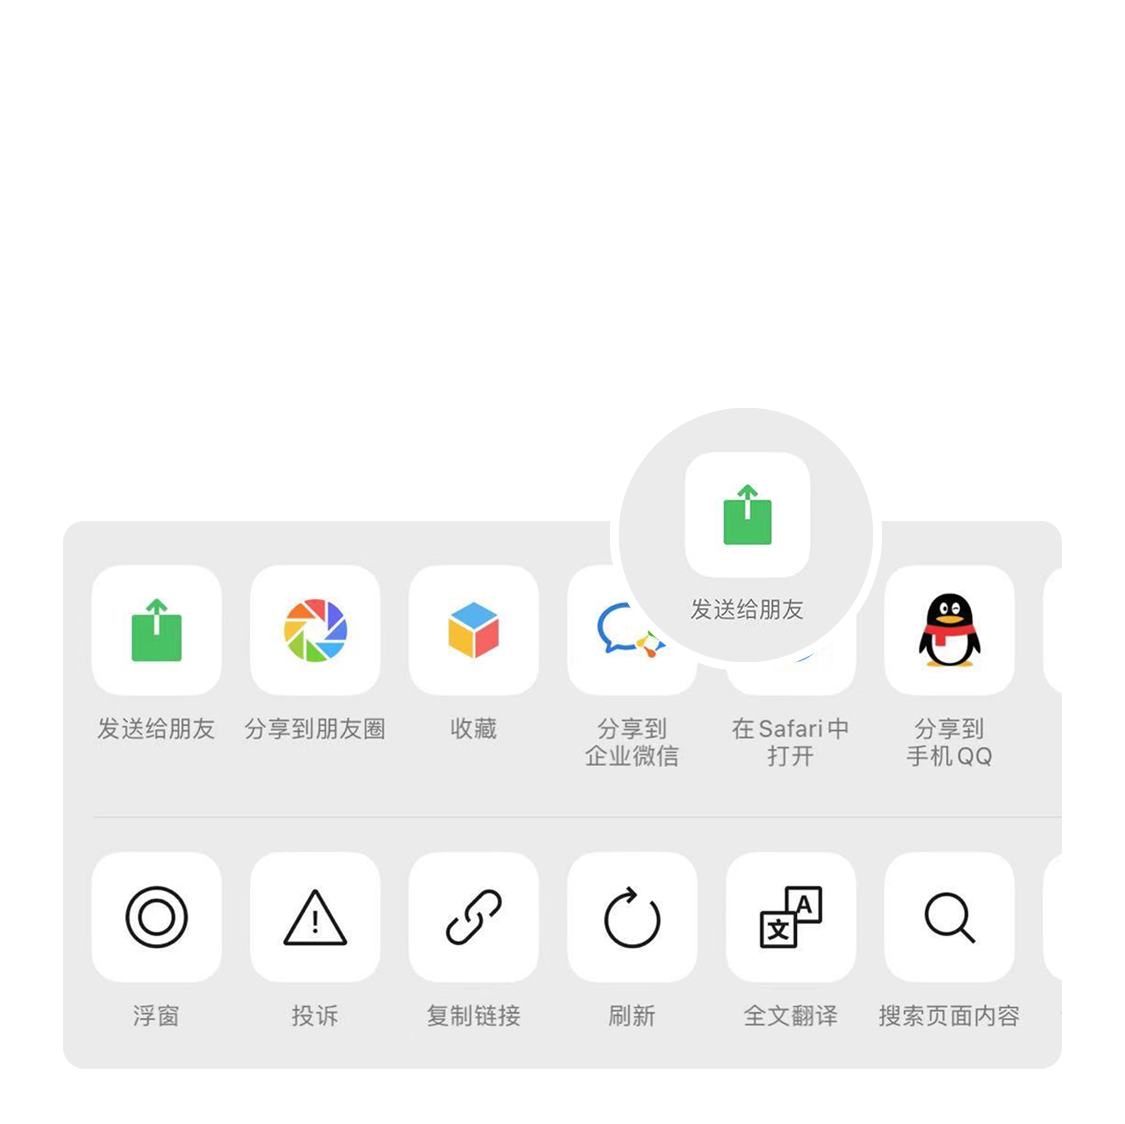 发送给朋友
发送给朋友
分享到朋友圈
收藏
分享到
企业微信
在Safari中
打开
分享到
手机QQ
A
文
浮窗
投诉
复制链接
刷新
全文翻译
搜索页面内容